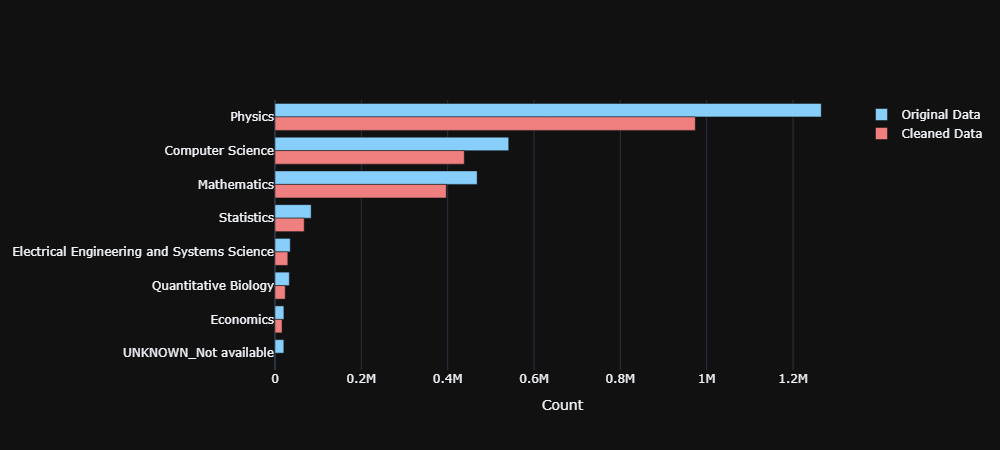 Physics
Computer Science
Mathematics
Statistics
Electrical Engineering and Systems Science
Quantitative Biology
Economics
UNKNOWN_Not available
0 0.2M 0.4M 0.6M 0.8M 1M 1.2M
Count
Original Data
Cleaned Data